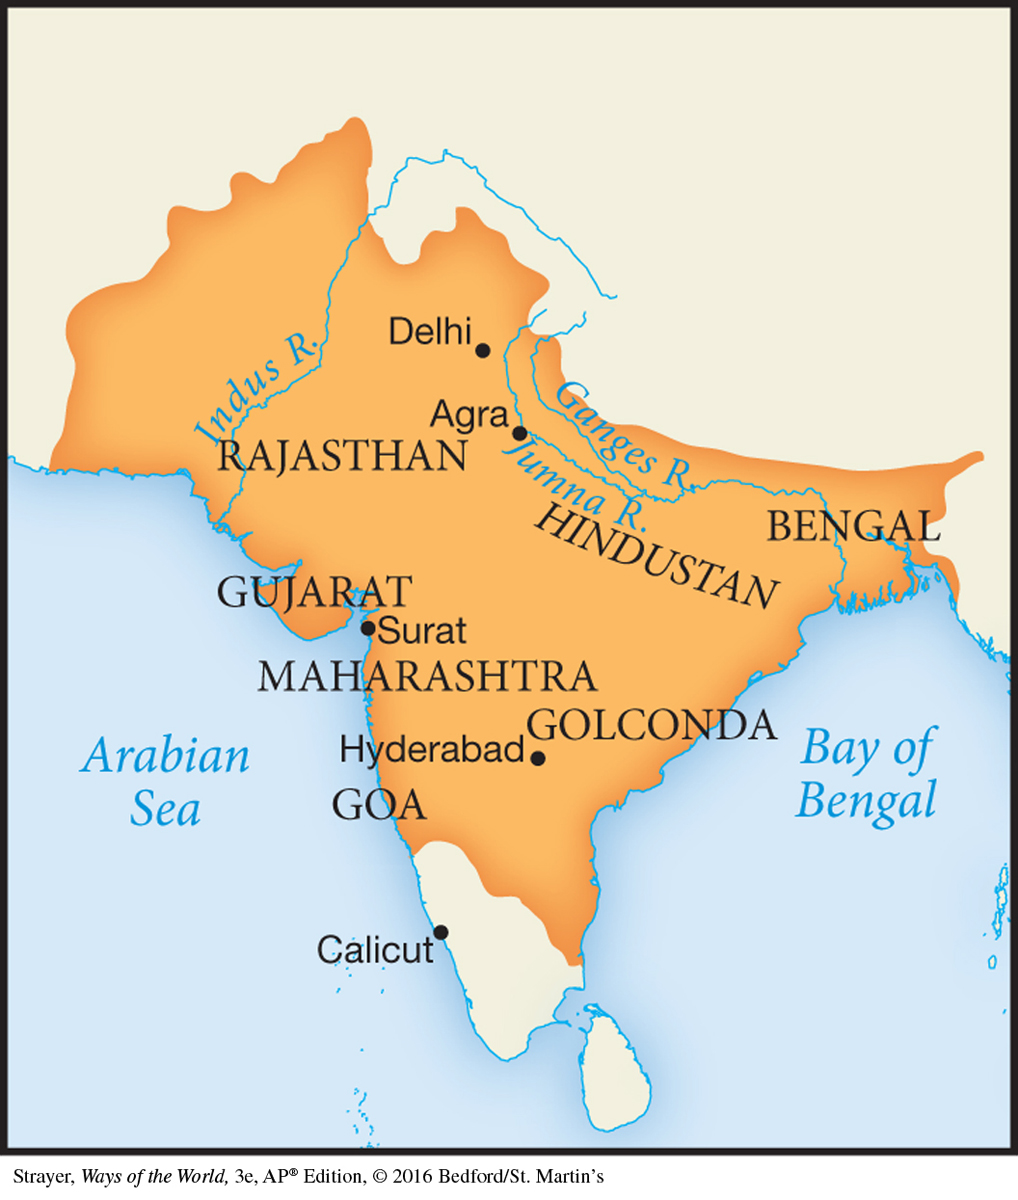 Delhi
Indus R.
Agra
Ganges R.
RAJASTHAN
Jumna R.
HINDUSTAN
BENGAL
GUJARAT
Surat
MAHARASHTRA
GOLCONDA
Arabian
Sea
Hyderabad
Bay of
Bengal
GOA
Calicut
Strayer, Ways of the World, 3e, AP® Edition, © 2016 Bedford/St. Martin’s